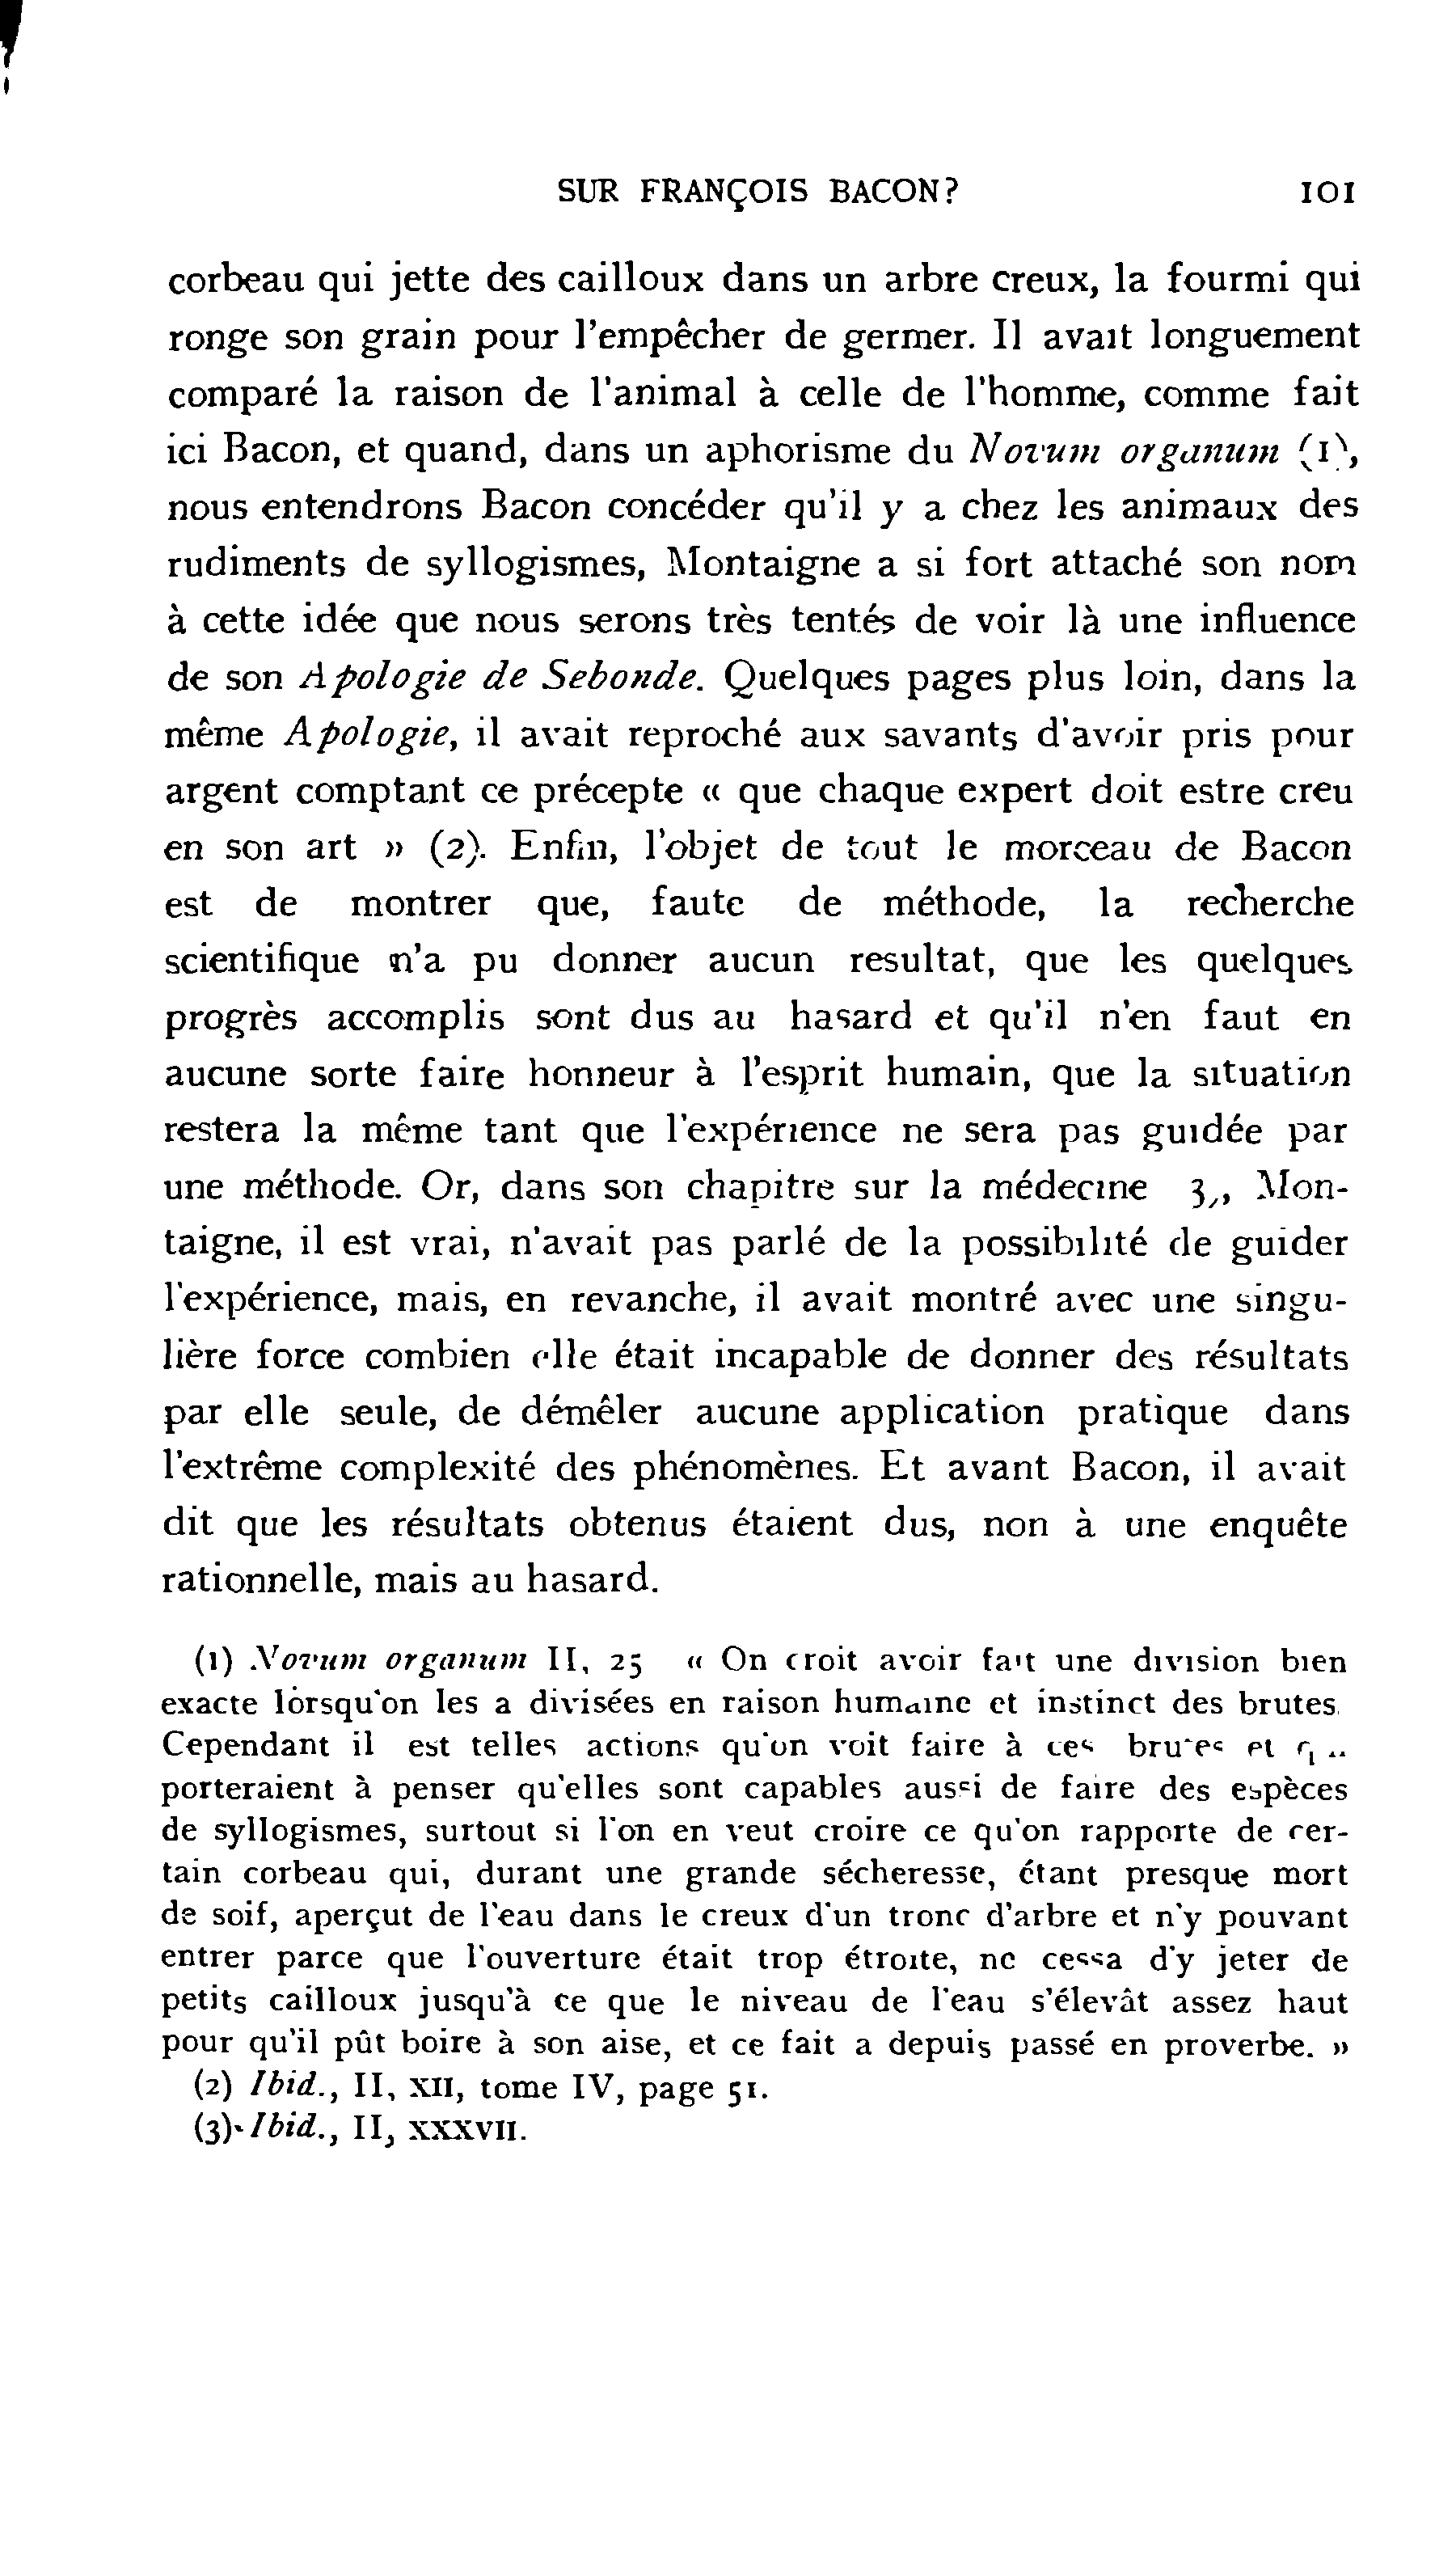 SUR FRANÇOIS BACON? 101
corbeau qui jette des cailloux dans un arbre creux, la fourmi qui
ronge son grain pour l'empêcher de germer. Il avait longuement
comparé la raison de l'animal à celle de l'homme, comme fait
ici Bacon, et quand, dans un aphorisme du Novum organum (1),
nous entendrons Bacon concéder qu'il y a chez les animaux des
rudiments de syllogismes, Montaigne a si fort attaché son nom
à cette idée que nous serons très tentés de voir là une influence
de son Apologie de Sebonde. Quelques pages plus loin, dans la
même Apologie, il avait reproché aux savants d'avoir pris pour
argent comptant ce précepte « que chaque expert doit estre creu
en son art » (2). Enfin, l'objet de tout le morceau de Bacon
est de montrer que, faute de méthode, la recherche
scientifique n'a pu donner aucun resultat, que les quelques
progrès accomplis sont dus au hasard et qu'il n'en faut en
aucune sorte faire honneur à l'esprit humain, que la situation
restera la même tant que l'expérience ne sera pas guidée par
une méthode. Or, dans son chapitre sur la médecine 3), Mon-
taigne, il est vrai, n'avait pas parlé de la possibilité de guider
l'expérience, mais, en revanche, il avait montré avec une singu-
lière force combien elle était incapable de donner des résultats
par elle seule, de démêler aucune application pratique dans
l'extrême complexité des phénomènes. Et avant Bacon, il avait
dit que les résultats obtenus étaient dus, non à une enquête
rationnelle, mais au hasard.
(1) Novum organum II, 25 « On croit avoir fait une division bien
exacte lorsqu'on les a divisées en raison humaine et instinct des brutes.
Cependant il est telles actions qu'on voit faire à ces brutes et
porteraient à penser qu'elles sont capables aussi de faire des espèces
de syllogismes, surtout si l'on en veut croire ce qu'on rapporte de cer-
tain corbeau qui, durant une grande sécheresse, étant presque mort
de soif, aperçut de l'eau dans le creux d'un tronc d'arbre et n'y pouvant
entrer parce que l'ouverture était trop étroite, ne cessa d'y jeter de
petits cailloux jusqu'à ce que le niveau de l'eau s'élevât assez haut
pour qu'il pût boire à son aise, et ce fait a depuis passé en proverbe. »
(2) Ibid., II, XII, tome IV, page 51.
(3) Ibid., II, XXXVII.